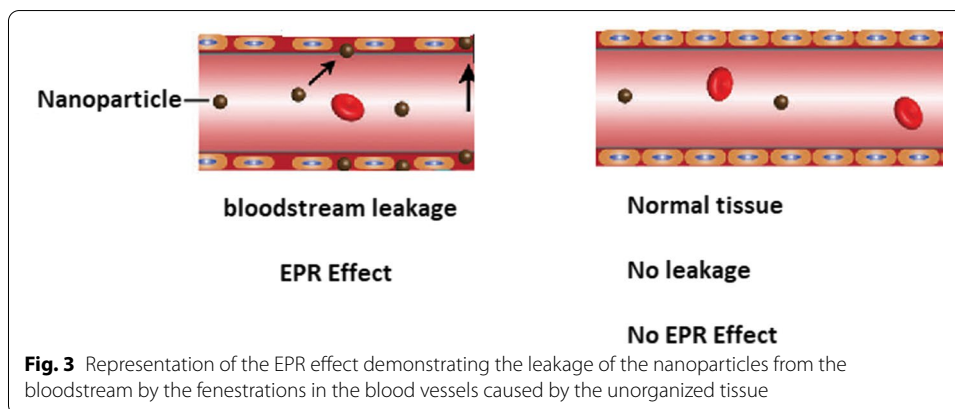 Nanoparticle
bloodstream leakage
EPR Effect
Normal tissue
No leakage
No EPR Effect
Fig. 3 Representation of the EPR effect demonstrating the leakage of the nanoparticles from the
bloodstream by the fenestrations in the blood vessels caused by the unorganized tissue